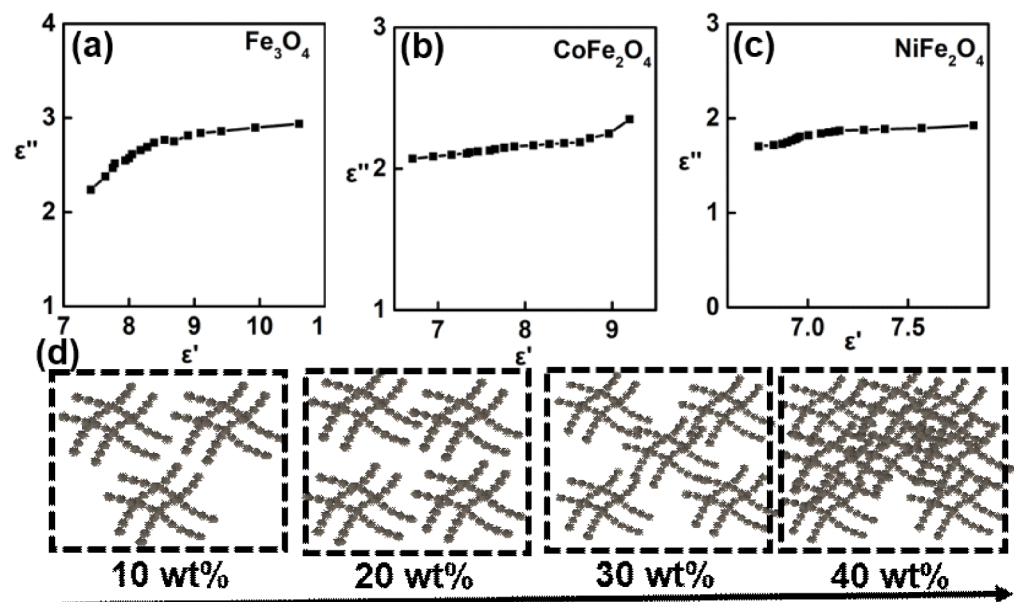 (a) Fe₃O₄
4
3
2
1
ε''
7 8 9 10 1
ε'
(b) CoFe₂O₄
3
2
1
ε''
7 8 9
ε'
(c) NiFe₂O₄
3
2
1
0
ε''
7.0 7.5
ε'
(d)
10 wt% 20 wt% 30 wt% 40 wt%